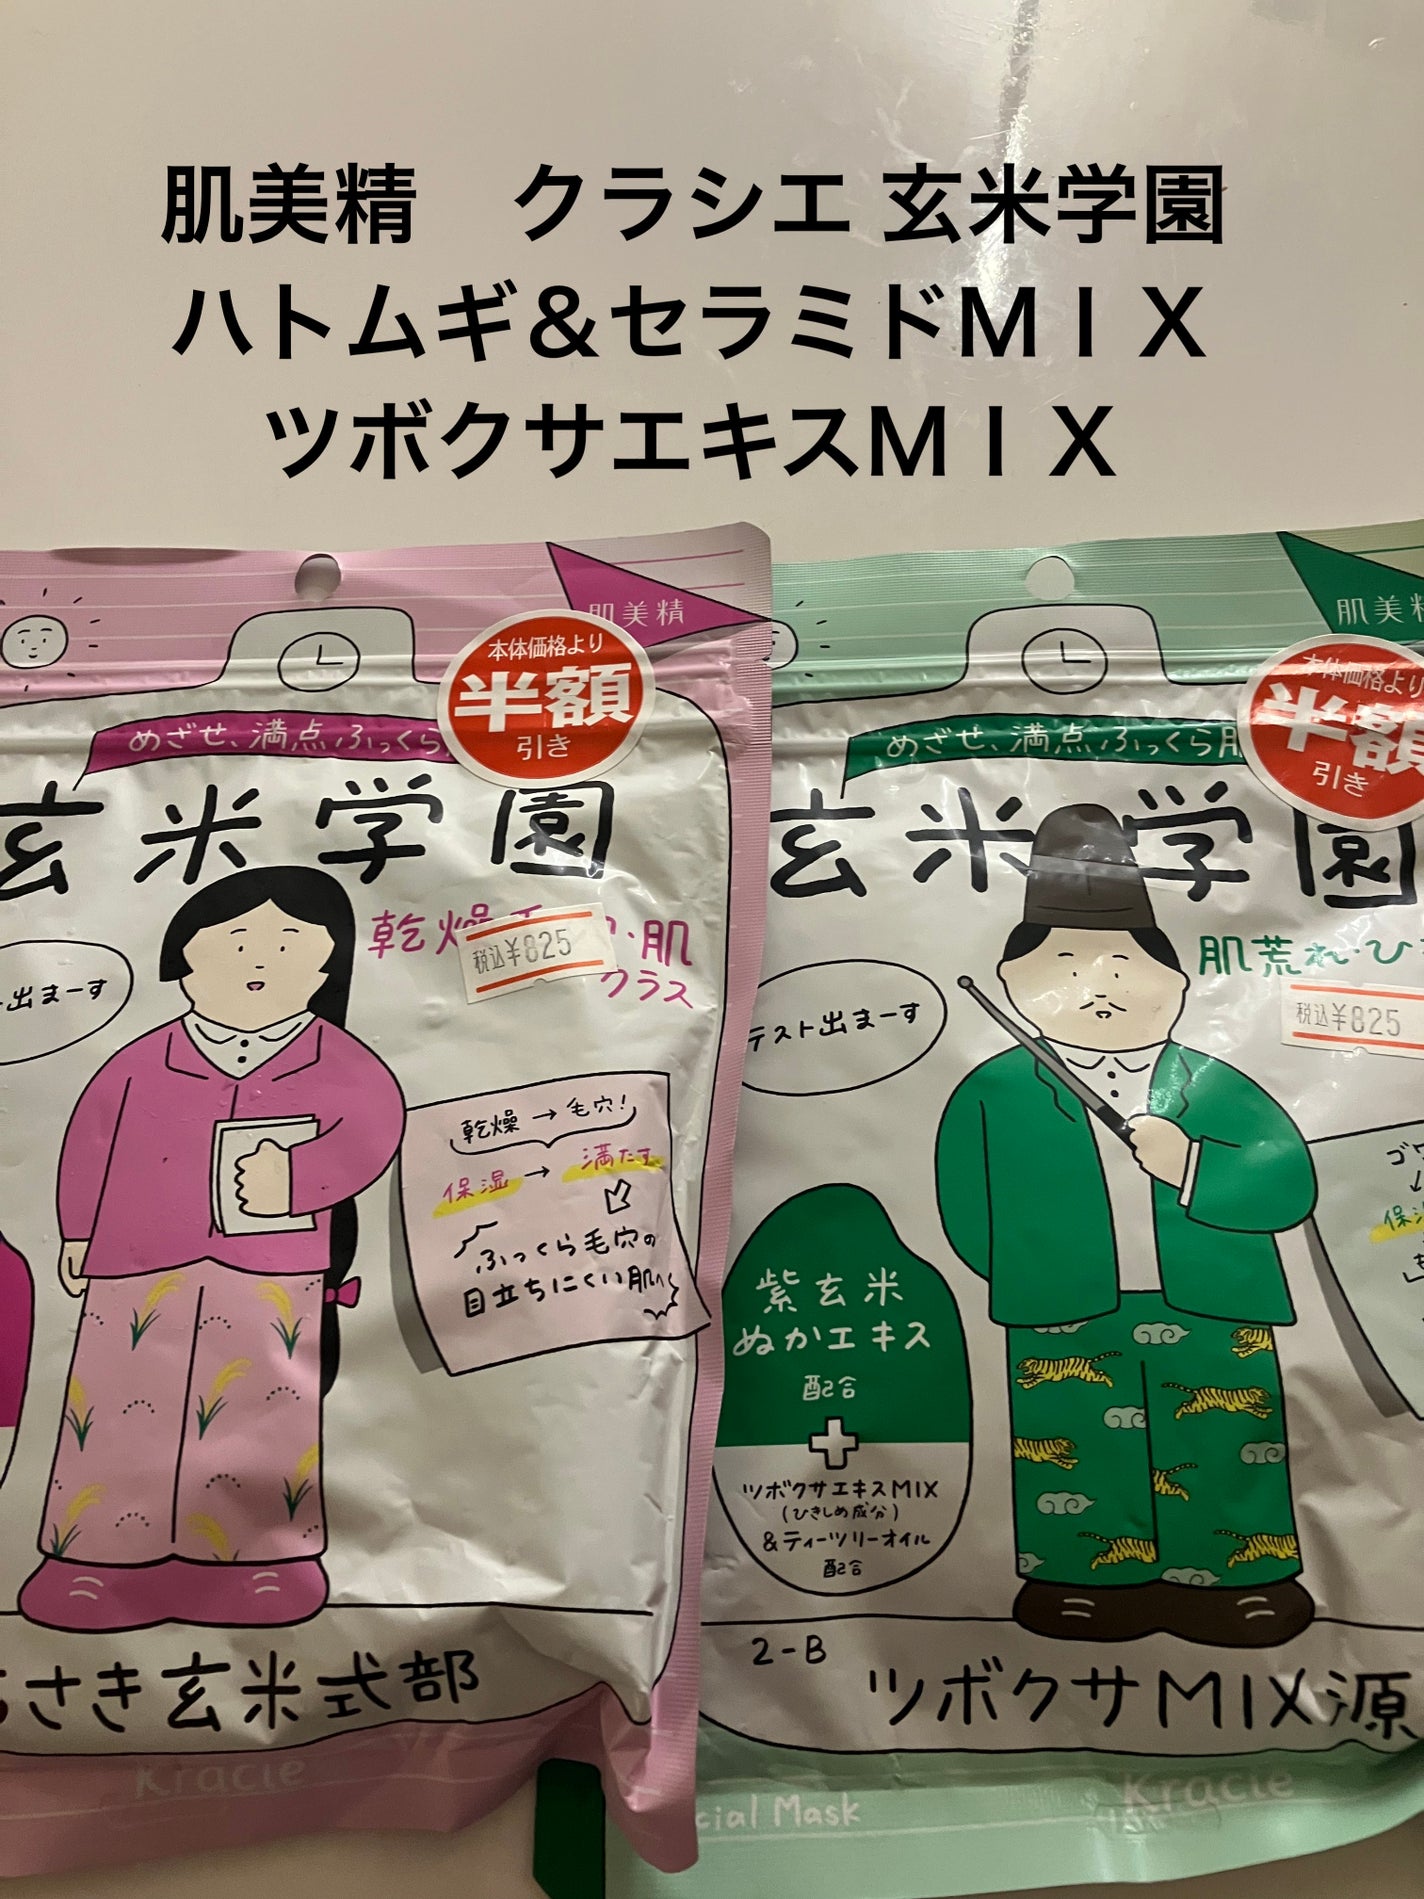 肌美精　クラシエ 玄米学園
ハトムギ＆セラミドＭＩＸ
ツボクサエキスＭＩＸ
肌美精
本体価格より
半額
引き
めざせ、満点ふっくら
玄米学園
乾燥
肌
クラス
税込¥825
出まーす
乾燥→毛穴!
保湿→満たす
ふっくら毛穴の
目立ちにくい肌へ
さき玄米式部
Kracie
肌美精
本体価格より
半額
引き
めざせ、満点ふっくら肌
玄米学園
肌荒れ・ひ
税込¥825
テスト出まーす
紫玄米
ぬかエキス
配合
+
ツボクサエキスMIX
(ひきしめ成分)
&ティーツリーオイル
配合
ゴワ
↓
保湿
2-B
ツボクサMIX源
cial Mask
Kracie